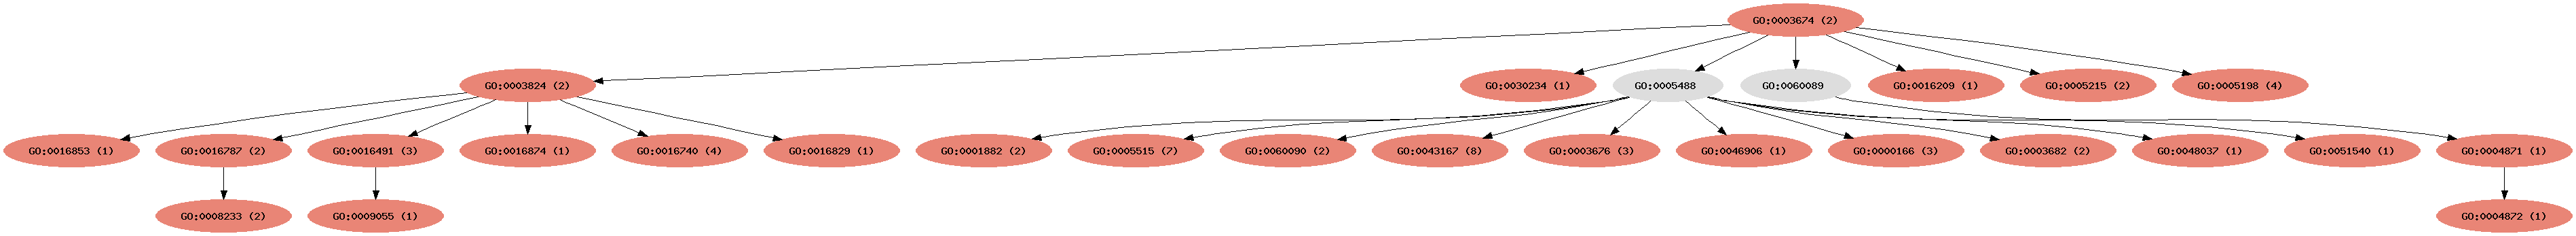 GO:0003674 (2)
GO:0003824 (2)
GO:0030234 (1)
GO:0005488
GO:0060089
GO:0016209 (1)
GO:0005215 (2)
GO:0005198 (4)
GO:0016853 (1)
GO:0016787 (2)
GO:0016491 (3)
GO:0016874 (1)
GO:0016740 (4)
GO:0016829 (1)
GO:0001882 (2)
GO:0005515 (7)
GO:0060090 (2)
GO:0043167 (8)
GO:0003676 (3)
GO:0046906 (1)
GO:0000166 (3)
GO:0003682 (2)
GO:0048037 (1)
GO:0051540 (1)
GO:0004871 (1)
GO:0008233 (2)
GO:0009055 (1)
GO:0004872 (1)